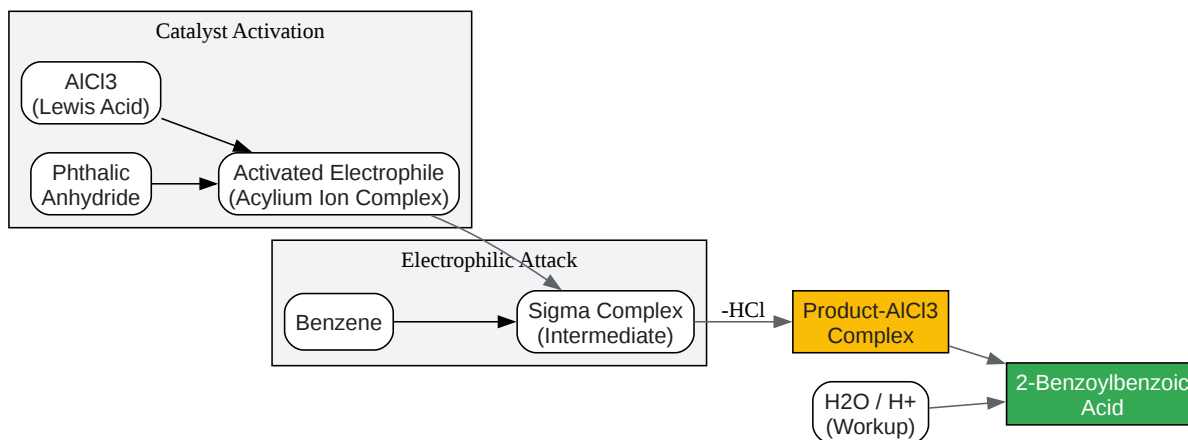 Catalyst Activation
AlCl3
(Lewis Acid)
Phthalic
Anhydride
Activated Electrophile
(Acylium Ion Complex)
Electrophilic Attack
Benzene
Sigma Complex
(Intermediate)
-HCl
Product-AlCl3
Complex
H2O / H+
(Workup)
2-Benzoylbenzoic
Acid